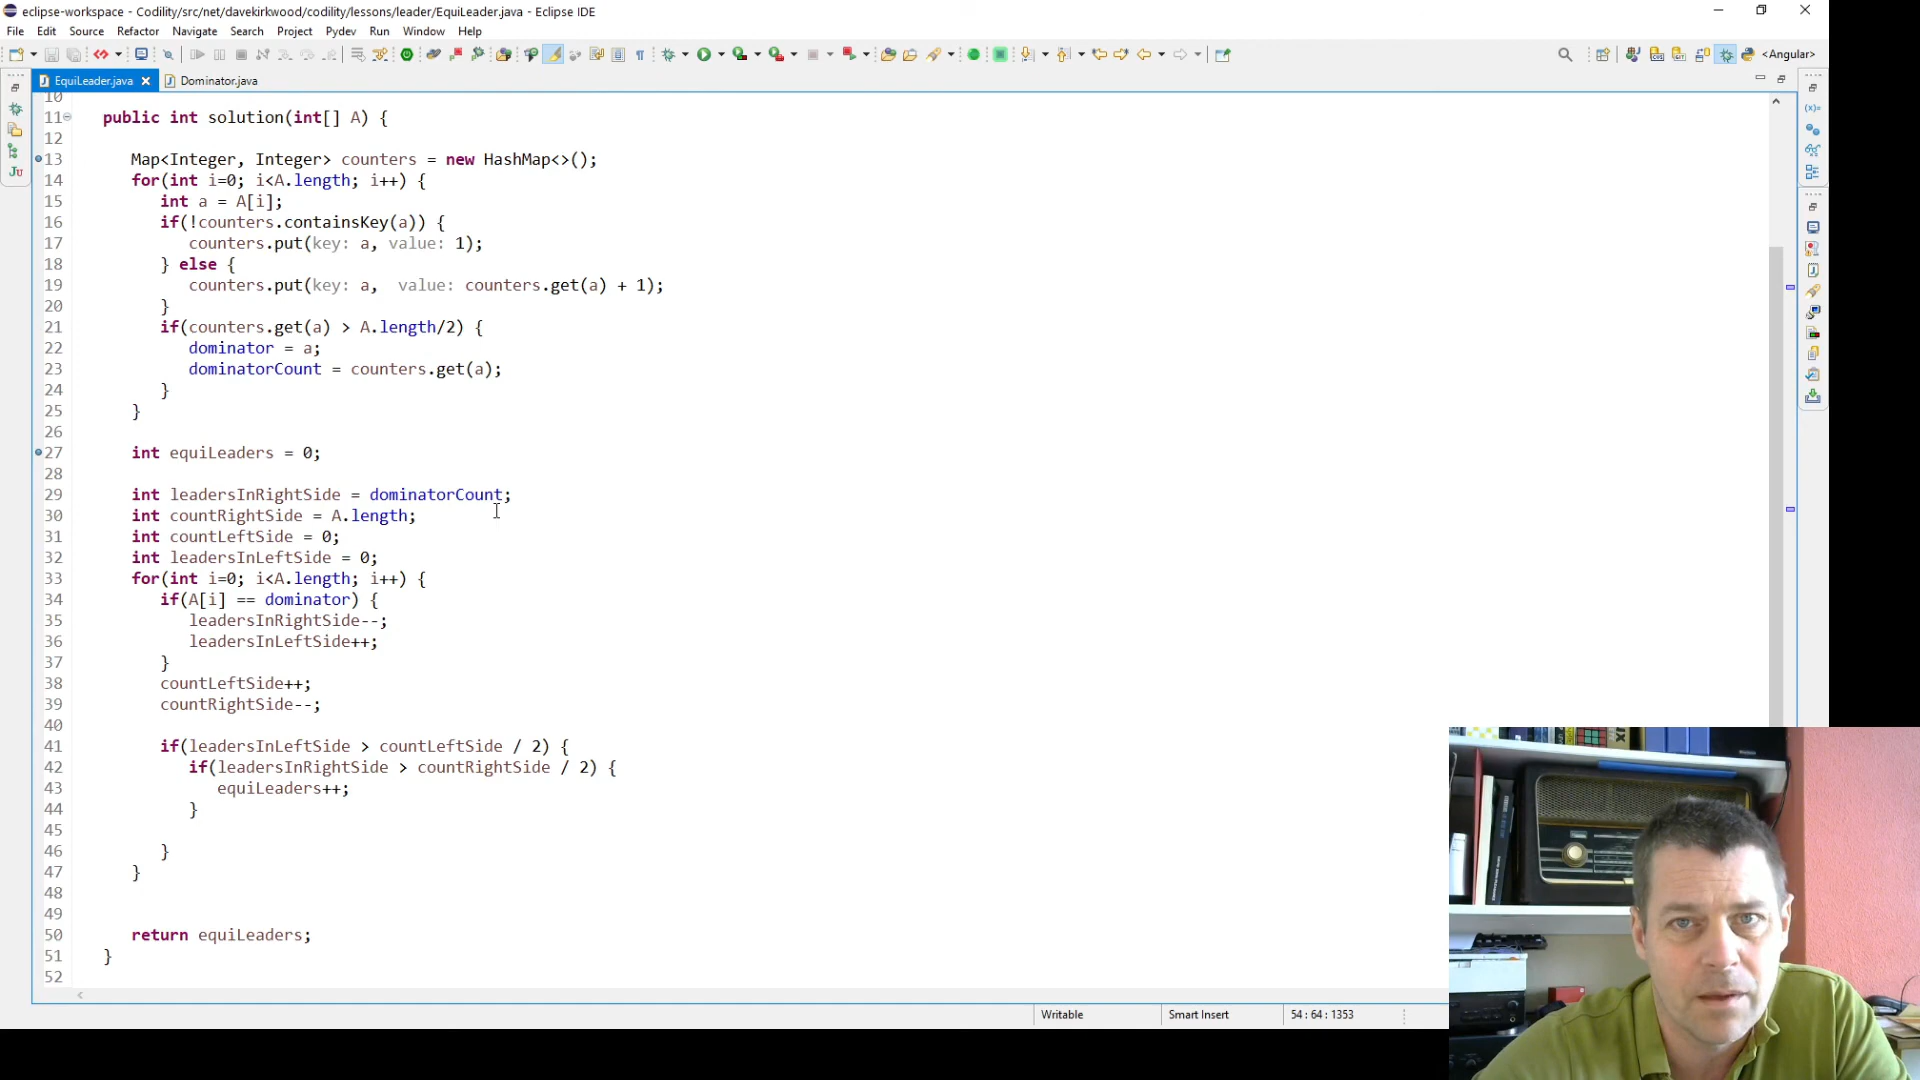 eclipse-workspace - Codility/src/net/davekirkwood/codility/lessons/leader/EquiLeader.java - Eclipse IDE
File Edit Source Refactor Navigate Search Project Pydev Run Window Help
<Angular>
EquiLeader.java Dominator.java
10
11 public int solution(int[] A) {
12
13 Map<Integer, Integer> counters = new HashMap<>();
14 for(int i=0; i<A.length; i++) {
15 int a = A[i];
16 if(!counters.containsKey(a)) {
17 counters.put(key: a, value: 1);
18 } else {
19 counters.put(key: a, value: counters.get(a) + 1);
20 }
21 if(counters.get(a) > A.length/2) {
22 dominator = a;
23 dominatorCount = counters.get(a);
24 }
25 }
26
27 int equiLeaders = 0;
28
29 int leadersInRightSide = dominatorCount;
30 int countRightSide = A.length;
31 int countLeftSide = 0;
32 int leadersInLeftSide = 0;
33 for(int i=0; i<A.length; i++) {
34 if(A[i] == dominator) {
35 leadersInRightSide--;
36 leadersInLeftSide++;
37 }
38 countLeftSide++;
39 countRightSide--;
40
41 if(leadersInLeftSide > countLeftSide / 2) {
42 if(leadersInRightSide > countRightSide / 2) {
43 equiLeaders++;
44 }
45
46 }
47 }
48
49
50 return equiLeaders;
51 }
52
Writable Smart Insert 54 : 64 : 1353